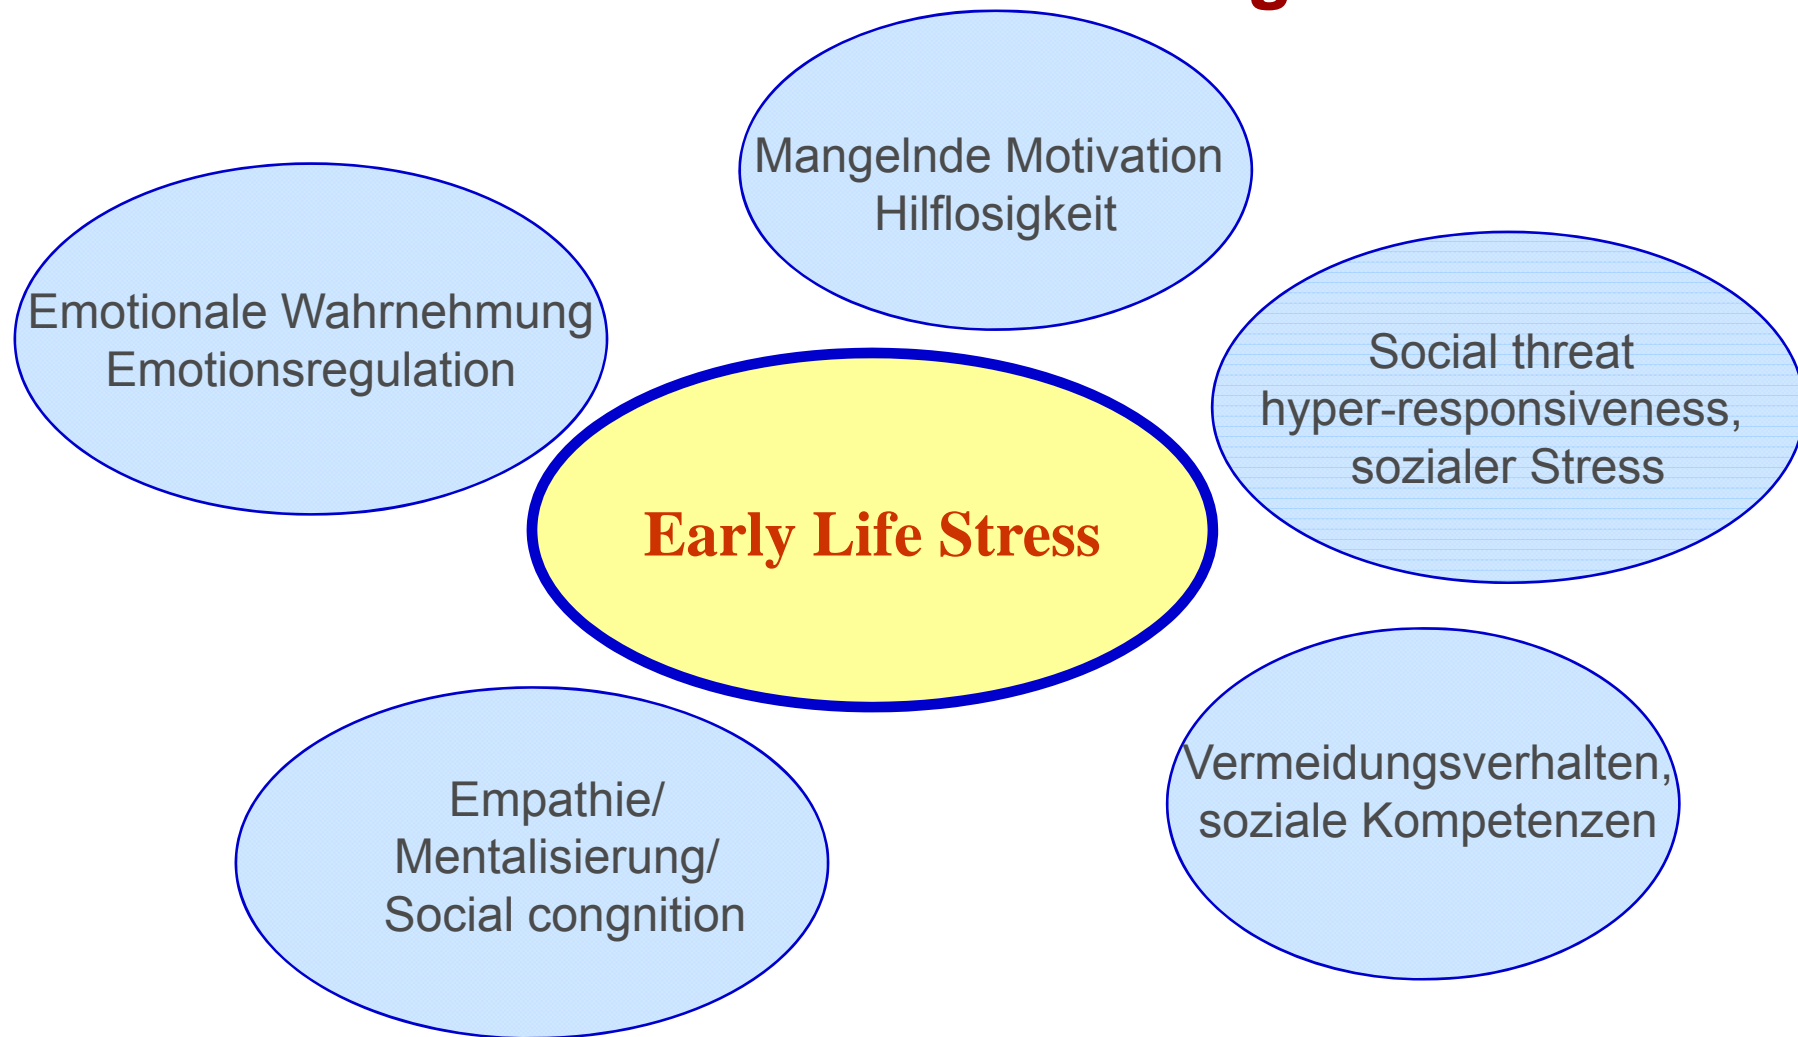 Mangelnde Motivation
Hilflosigkeit
Emotionale Wahrnehmung
Emotionsregulation
Social threat
hyper-responsiveness,
sozialer Stress
Early Life Stress
Vermeidungsverhalten,
soziale Kompetenzen
Empathie/
Mentalisierung/
Social congnition